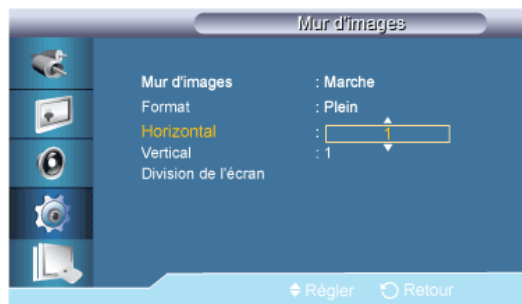 Mur d'images
Mur d'images : Marche
Format : Plein
Horizontal : 1
Vertical : 1
Division de l'écran
Régler Retour